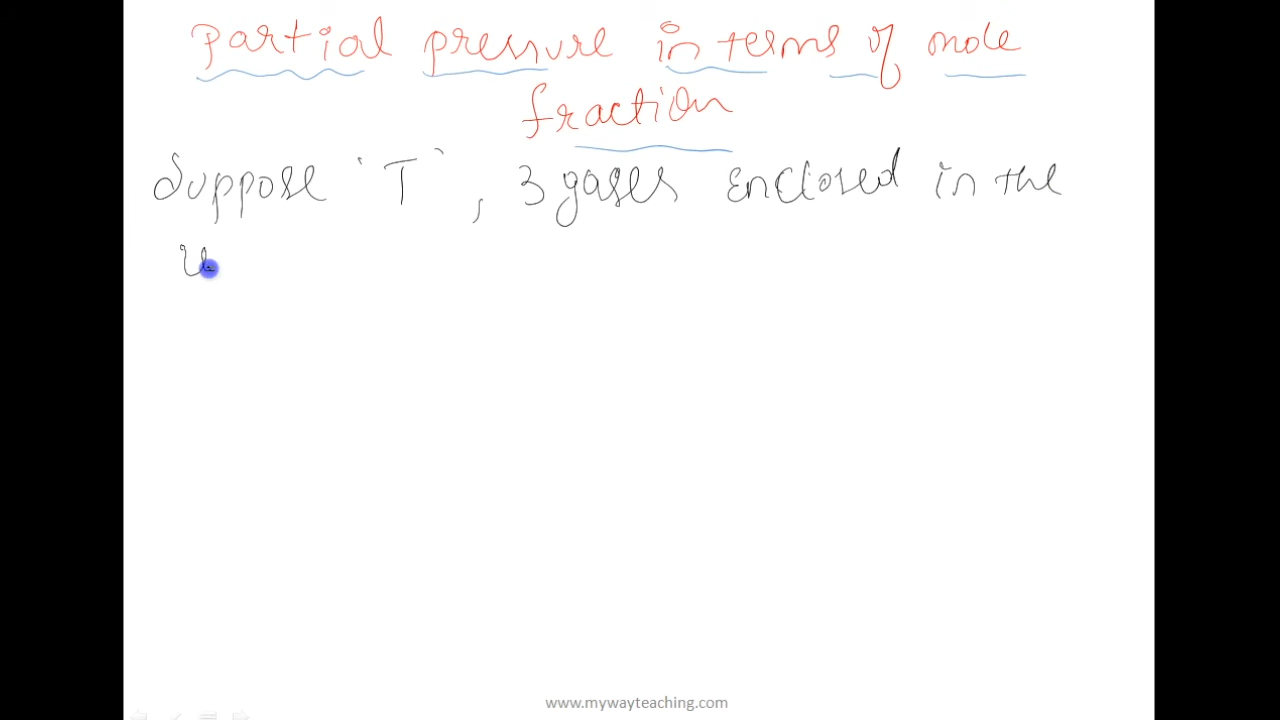 Partial pressure in terms of mole
fraction
Suppose 'T', 3 gases enclosed in the
www.mywayteaching.com